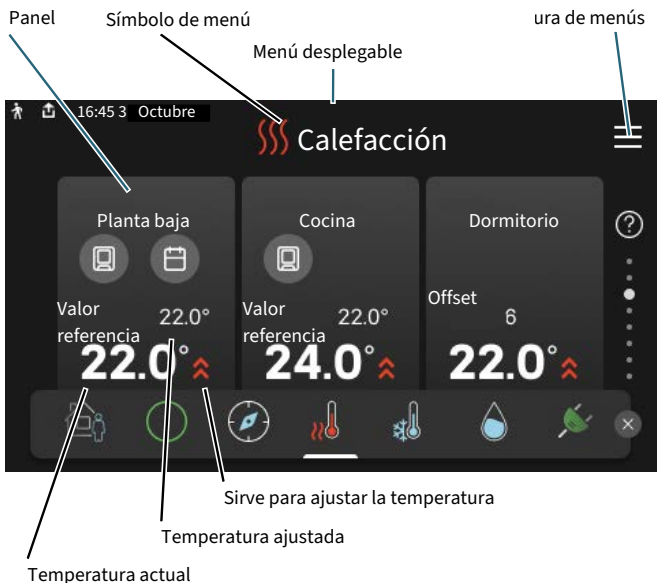 Panel
Símbolo de menú
ura de menús
Menú desplegable
16:45 3 Octubre
Calefacción
Planta baja
Cocina
Dormitorio
?
Valor
referencia
22.0°
Valor
referencia
22.0°
Offset
6
22.0°
24.0°
22.0°
Sirve para ajustar la temperatura
Temperatura ajustada
Temperatura actual